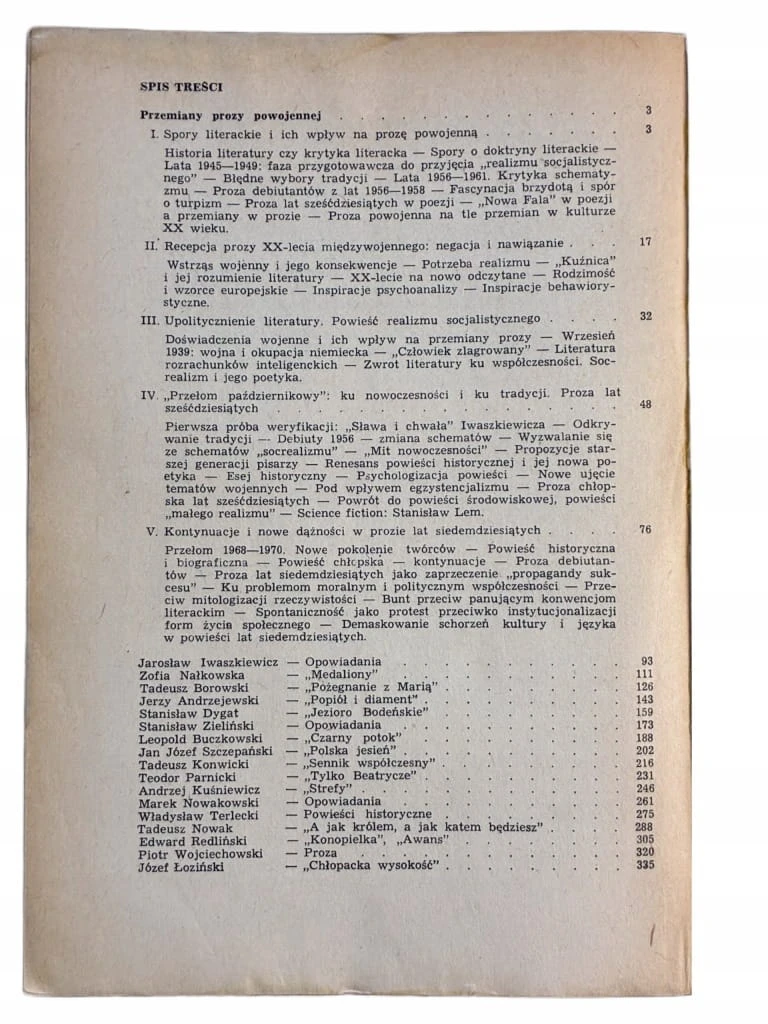 SPIS TREŚCI
Przemiany prozy powojennej . . . . . . . . . . . . . 3
I. Spory literackie i ich wpływ na prozę powojenną . . . . . . . 3
Historia literatury czy krytyka literacka — Spory o doktryny literackie —
Lata 1945—1949: faza przygotowawcza do przyjęcia „realizmu socjalistycz-
nego” — Błędne wybory tradycji — Lata 1956—1961. Krytyka schematy-
zmu — Proza debiutantów z lat 1956—1958 — Fascynacja brzydotą i spór
o turpizm — Proza lat sześćdziesiątych w poezji — „Nowa Fala” w poezji
a przemiany w prozie — Proza powojenna na tle przemian w kulturze
XX wieku.
II. Recepcja prozy XX-lecia międzywojennego: negacja i nawiązanie . . . 17
Wstrząs wojenny i jego konsekwencje — Potrzeba realizmu — „Kuźnica”
i jej rozumienie literatury — XX-lecie na nowo odczytane — Rodzimość
i wzorce europejskie — Inspiracje psychoanalizy — Inspiracje behawiory-
styczne.
III. Upolitycznienie literatury. Powieść realizmu socjalistycznego . . . . 32
Doświadczenia wojenne i ich wpływ na przemiany prozy — Wrzesień
1939: wojna i okupacja niemiecka — „Człowiek zlagrowany” — Literatura
rozrachunków inteligenckich — Zwrot literatury ku współczesności. Soc-
realizm i jego poetyka.
IV. „Przełom październikowy”: ku nowoczesności i ku tradycji. Proza lat
sześćdziesiątych . . . . . . . . . . . . . . . . . 48
Pierwsza próba weryfikacji: „Sława i chwała” Iwaszkiewicza — Odkry-
wanie tradycji — Debiuty 1956 — zmiana schematów — Wyzwalanie się
ze schematów „socrealizmu” — „Mit nowoczesności” — Propozycje star-
szej generacji pisarzy — Renesans powieści historycznej i jej nowa po-
etyka — Esej historyczny — Psychologizacja powieści — Nowe ujęcie
tematów wojennych — Pod wpływem egzystencjalizmu — Proza chłop-
ska lat sześćdziesiątych — Powrót do powieści środowiskowej, powieści
„małego realizmu” — Science fiction: Stanisław Lem.
V. Kontynuacje i nowe dążności w prozie lat siedemdziesiątych . . . . 76
Przełom 1968—1970. Nowe pokolenie twórców — Powieść historyczna
i biograficzna — Powieść chłopska — kontynuacje — Proza debiutan-
tów — Proza lat siedemdziesiątych jako zaprzeczenie „propagandy suk-
cesu” — Ku problemom moralnym i politycznym współczesności — Prze-
ciw mitologizacji rzeczywistości — Bunt przeciw panującym konwencjom
literackim — Spontaniczność jako protest przeciwko instytucjonalizacji
form życia społecznego — Demaskowanie schorzeń kultury i języka
w powieści lat siedemdziesiątych.
Jarosław Iwaszkiewicz — Opowiadania . . . . . . . . . . 93
Zofia Nałkowska — „Medaliony” . . . . . . . . . . 111
Tadeusz Borowski — „Pożegnanie z Marią” . . . . . . . . 126
Jerzy Andrzejewski — „Popiół i diament” . . . . . . . . . 143
Stanisław Dygat — „Jezioro Bodeńskie” . . . . . . . . 159
Stanisław Zieliński — Opowiadania . . . . . . . . . . 173
Leopold Buczkowski — „Czarny potok” . . . . . . . . . 188
Jan Józef Szczepański — „Polska jesień” . . . . . . . . . 202
Tadeusz Konwicki — „Sennik współczesny” . . . . . . . . 216
Teodor Parnicki — „Tylko Beatrycze” . . . . . . . . . 231
Andrzej Kuśniewicz — „Strefy” . . . . . . . . . . . 246
Marek Nowakowski — Opowiadania . . . . . . . . . . 261
Władysław Terlecki — Powieści historyczne . . . . . . . . 275
Tadeusz Nowak — „A jak królem, a jak katem będziesz” . . . . 288
Edward Redliński — „Konopielka”, „Awans” . . . . . . . 305
Piotr Wojciechowski — Proza . . . . . . . . . . . . 320
Józef Łoziński — „Chłopacka wysokość” . . . . . . . . 335